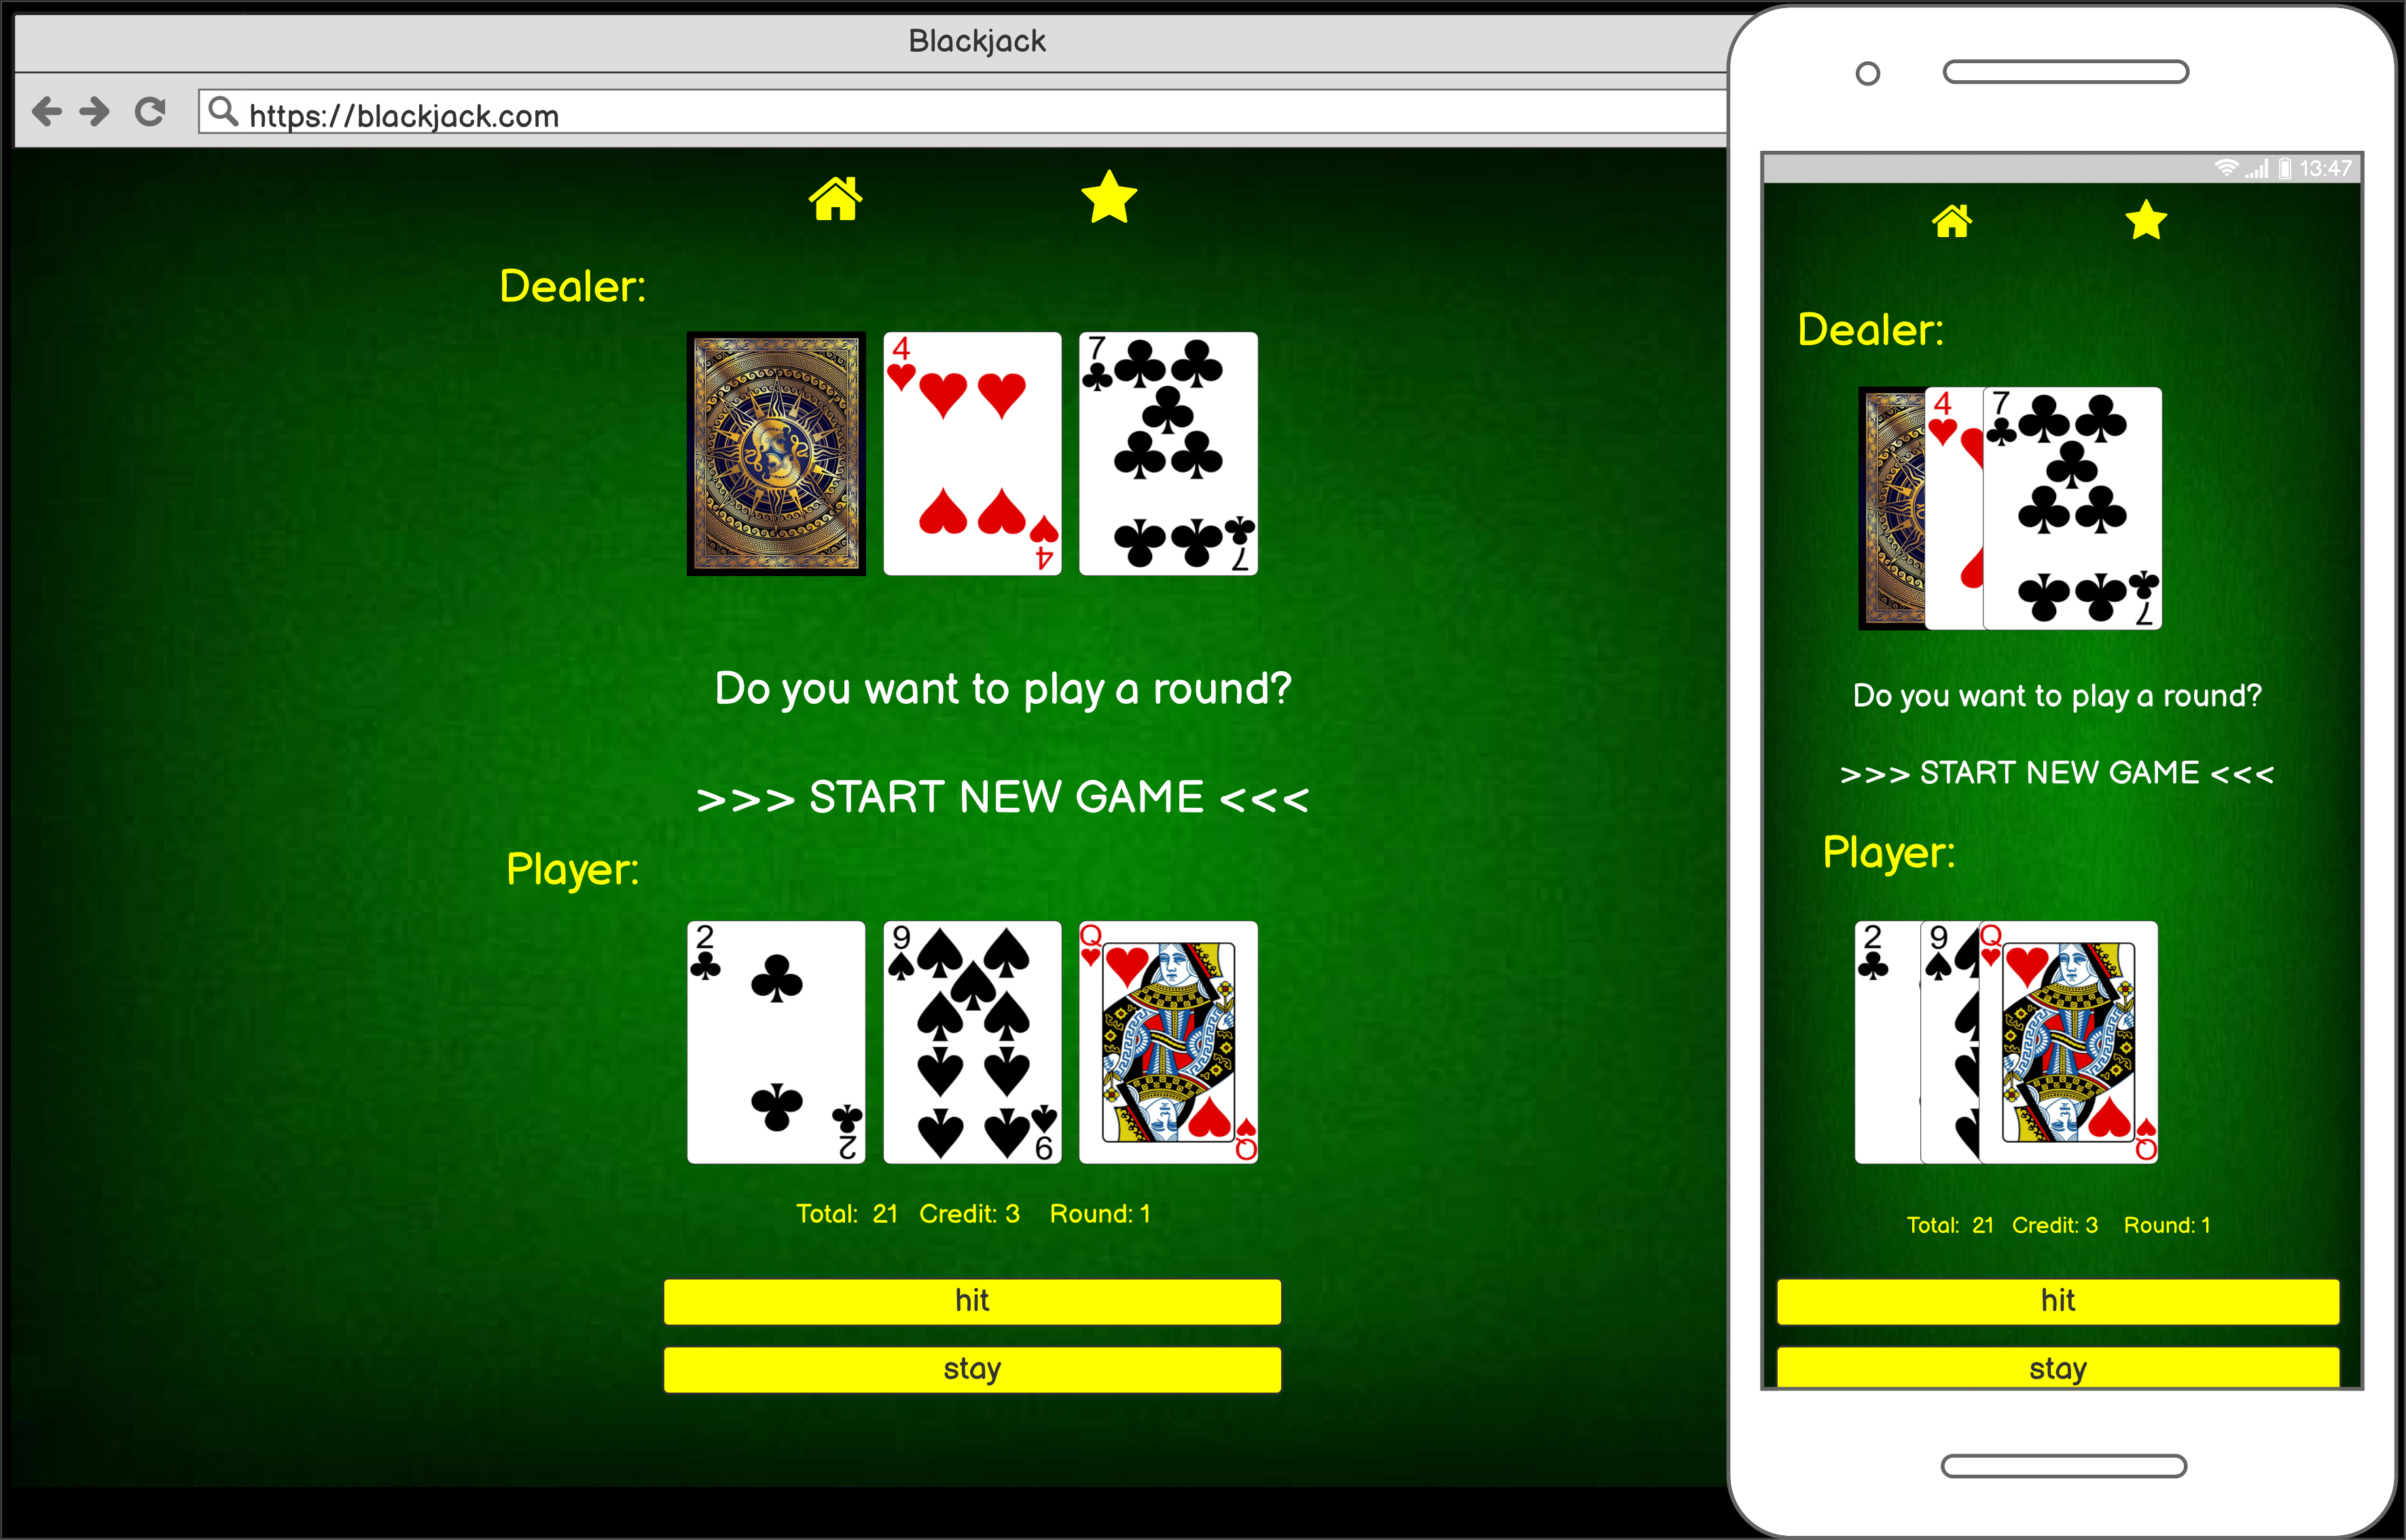 Blackjack
https://blackjack.com
Dealer:
4
4
7
7
Do you want to play a round?
>>> START NEW GAME <<<
Player:
2
2
9
9
Q
Q
Total: 21 Credit: 3 Round: 1
hit
stay
13:47
Dealer:
4
7
7
Do you want to play a round?
>>> START NEW GAME <<<
Player:
2
9
Q
Q
Total: 21 Credit: 3 Round: 1
hit
stay